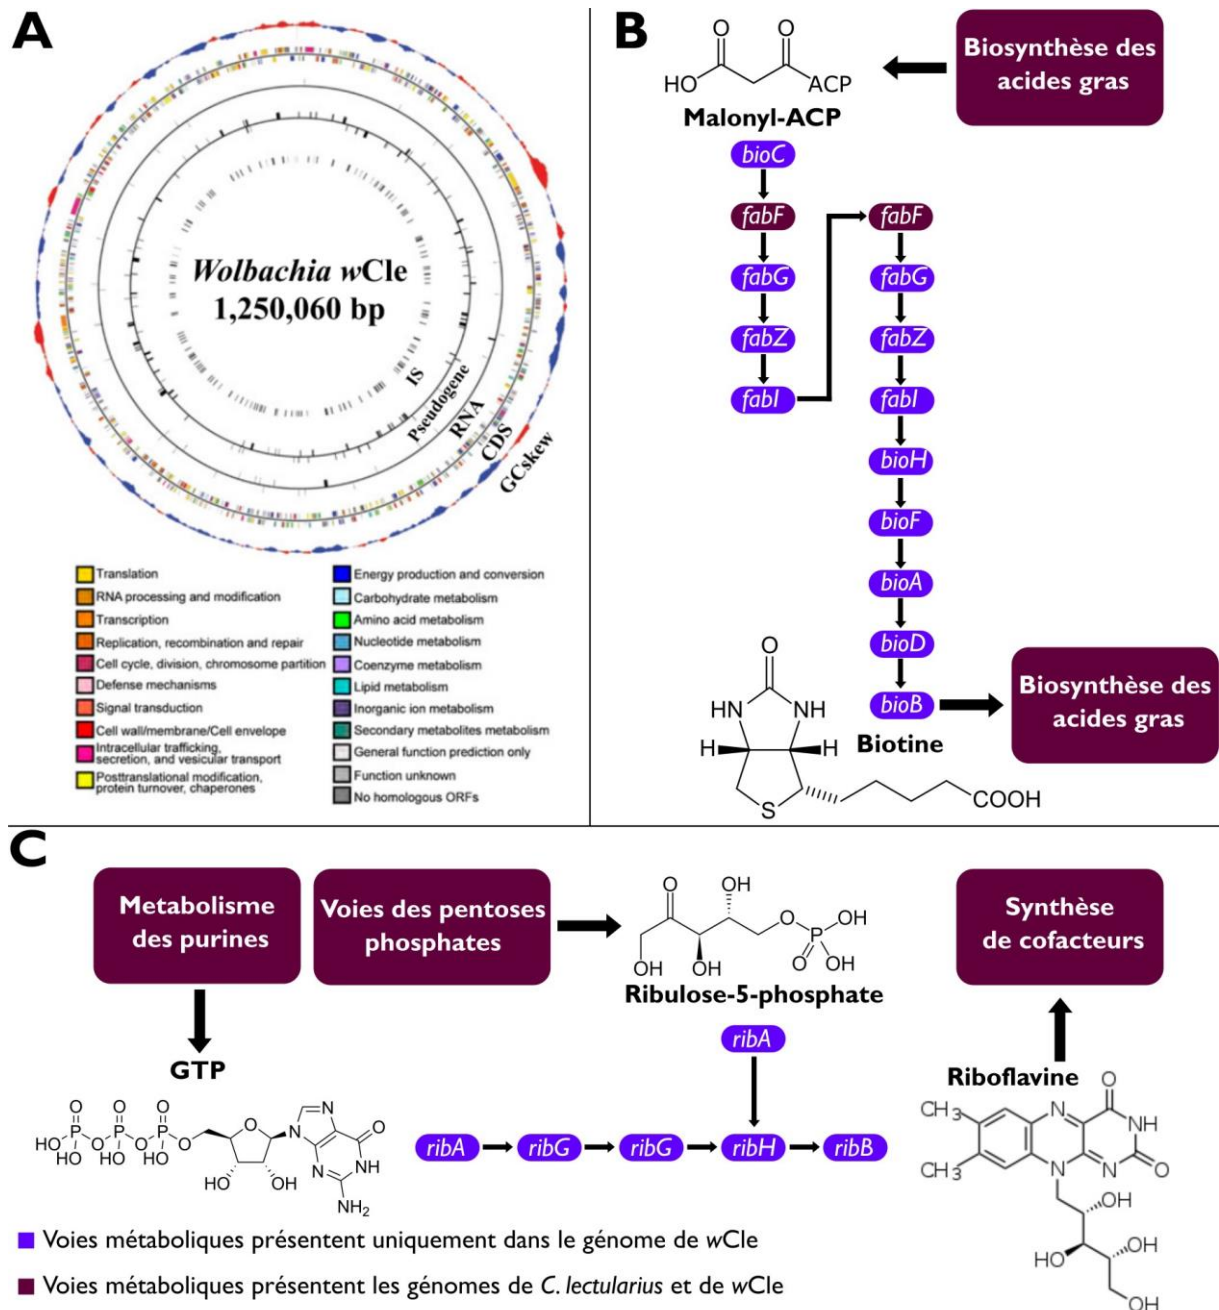 A
Wolbachia wCle
1,250,060 bp
IS
Pseudogene
RNA
CDS
GCskew
Translation
RNA processing and modification
Transcription
Replication, recombination and repair
Cell cycle, division, chromosome partition
Defense mechanisms
Signal transduction
Cell wall/membrane/Cell envelope
Intracellular trafficking,
secretion, and vesicular transport
Posttranslational modification,
protein turnover, chaperones
Energy production and conversion
Carbohydrate metabolism
Amino acid metabolism
Nucleotide metabolism
Coenzyme metabolism
Lipid metabolism
Inorganic ion metabolism
Secondary metabolites metabolism
General function prediction only
Function unknown
No homologous ORFs
B
O O
HO ACP
Malonyl-ACP
Biosynthèse des
acides gras
bioC
fabF
fabG
fabZ
fabI
fabF
fabG
fabZ
fabI
bioH
bioF
bioA
bioD
bioB
Biotine
O
HN NH
H H
S
COOH
Biosynthèse des
acides gras
C
Metabolisme
des purines
Voies des pentoses
phosphates
O OH
O OH
P
OH OH O OH
Ribulose-5-phosphate
Synthèse
de cofacteurs
GTP
O O O
HO P O P O P O
HO HO HO
O
N N
O
N NH
HO OH
NH2
ribA
ribA ribG ribG ribH ribB
Riboflavine
O
CH3 N
NH
CH3 N N O
OH
HO OH
OH
Voies métaboliques présentent uniquement dans le génome de wCle
Voies métaboliques présentent les génomes de C. lectularius et de wCle